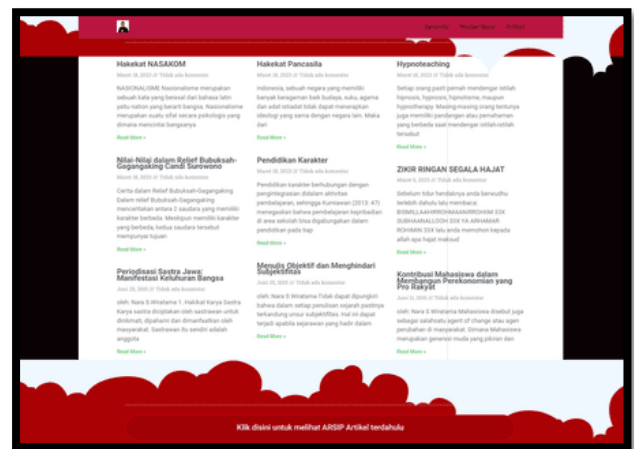 Beranda Munkar Bazar Artikel
Hakekat NASAKOM
Maret 18, 2023 /// Tidak ada komentar
NASIONALISME Nasionalisme merupakan
sebuah kata yang berasal dari bahasa latin
yaitu nation yang berarti bangsa. Nasionalisme
merupakan suatu sifat secara psikologis yang
dimana mencintai bangsanya
Read More »
Nilai-Nilai dalam Relief Bubuksah-
Gagangaking Candi Surowono
Maret 16, 2023 /// Tidak ada komentar
Cerita dalam Relief Bubuksah-Gagangaking
Dalam relief Bubuksah-Gagangaking
menceritakan antara 2 saudara yang memiliki
karakter berbeda. Meskipun memiliki karakter
yang berbeda, kedua saudara tersebut
mempunyai tujuan
Read More »
Periodisasi Sastra Jawa:
Manifestasi Keluhuran Bangsa
Juni 25, 2015 /// Tidak ada komentar
oleh: Nara S Wiratama 1. Hakikat Karya Sastra
Karya sastra diciptakan oleh sastrawan untuk
dinikmati, dipahami dan dimanfaatkan oleh
masyarakat. Sastrawan itu sendiri adalah
anggota
Read More »
Hakekat Pancasila
Maret 18, 2023 /// Tidak ada komentar
Indonesia, sebuah negara yang memiliki
banyak keragaman baik budaya, suku, agama
dan adat istiadat tidak dapat menerapkan
ideologi yang sama dengan negara lain. Maka
dari
Read More »
Pendidikan Karakter
Maret 16, 2023 /// Tidak ada komentar
Pendidikan karakter berhubungan dengan
pengintegrasian didalam aktivitas
pembelajaran, sehingga Kurniawan (2013: 47)
menegaskan bahwa pembelajaran kepribadian
di area sekolah bisa digabungakan dalam
pendidikan pada tiap
Read More »
Menulis Objektif dan Menghindari
Subjektifitas
Juni 25, 2015 /// Tidak ada komentar
oleh: Nara S Wiratama Tidak dapat dipungkiri
bahwa dalam setiap penulisan sejarah pastinya
terkandung unsur subjektifitas. Hal ini dapat
terjadi apabila sejarawan yang hadir dalam
Read More »
Hypnoteaching
Maret 18, 2023 /// Tidak ada komentar
Setiap orang pasti pernah mendengar istilah
hipnosis, hypnosis, hipnotisme, maupun
hypnotherapy. Masing-masing orang tentunya
juga memiliki pandangan atau pemahaman
yang berbeda saat mendengar istilah-istilah
tersebut
Read More »
ZIKIR RINGAN SEGALA HAJAT
Maret 5, 2023 /// Tidak ada komentar
Sebelum tidur hendaknya anda berwudhu
terlebih dahulu lalu membaca:
BISMILLAAHIRROHMAANIRROHIIM 33X
SUBHAANALLOOH 33X YA ARHAMAR
ROHIMIN 33X lalu anda memohon kepada
allah apa hajat maksud
Read More »
Kontribusi Mahasiswa dalam
Membangun Perekonomian yang
Pro Rakyat
Juni 11, 2015 /// Tidak ada komentar
oleh: Nara S Wiratama Mahasiswa disebut juga
sebagai salahsatu agent of change atau agen
perubahan di masyarakat. Dimana Mahasiswa
merupakan generasi muda yang pikiran dan
Read More »
Klik disini untuk melihat ARSIP Artikel terdahulu